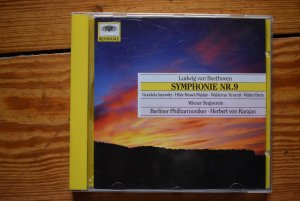 RESONANCE
Ludwig van Beethoven
SYMPHONIE NR.9
Gundula Janowitz · Hilde Rössel-Majdan · Waldemar Kmentt · Walter Berry
Wiener Singverein
Berliner Philharmoniker · Herbert von Karajan